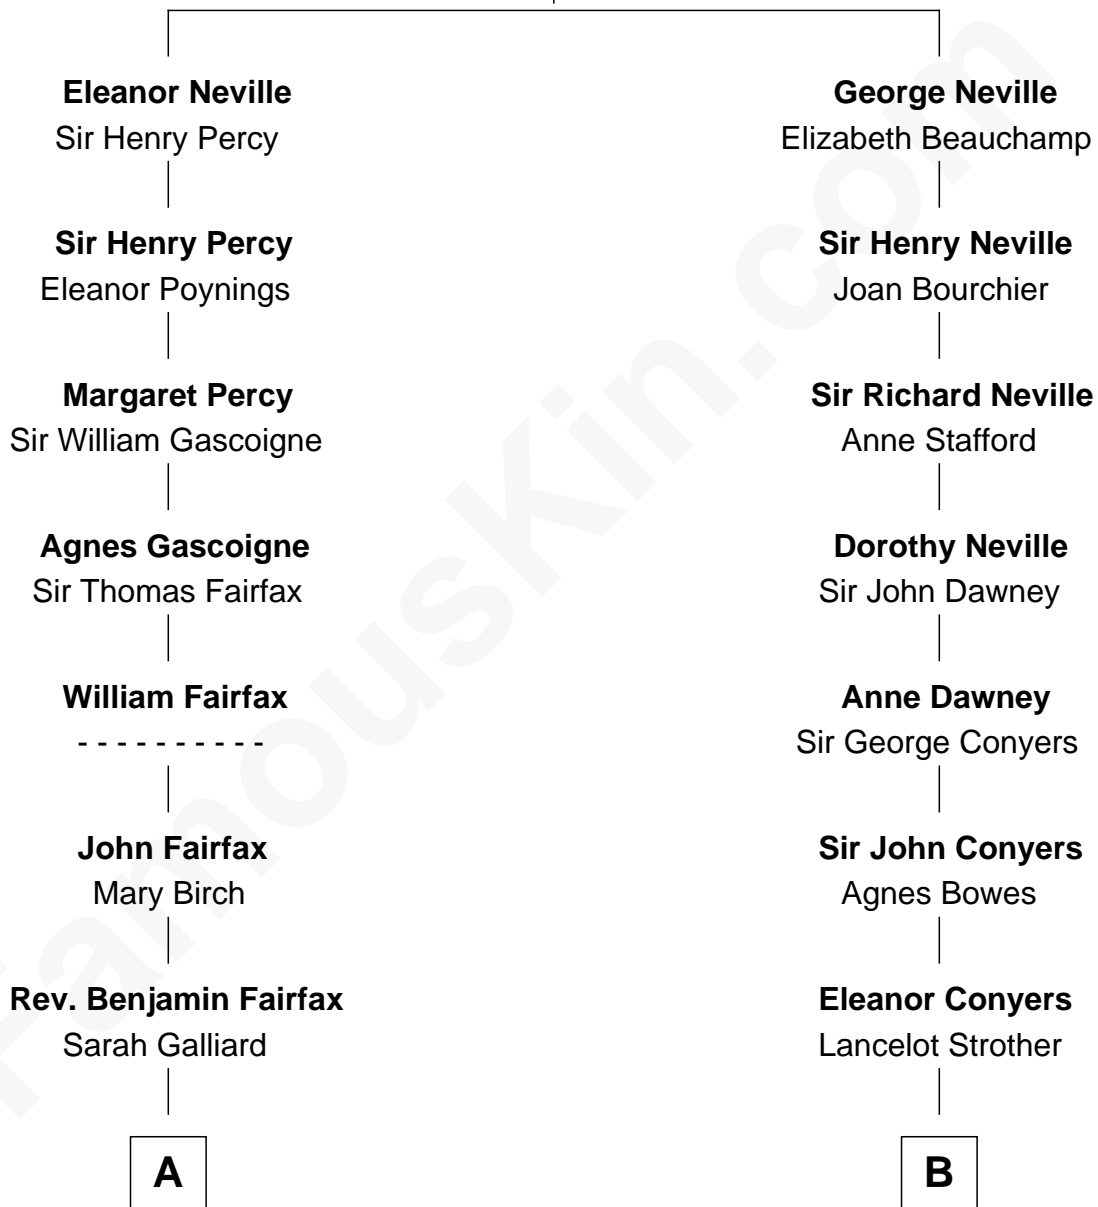 Eleanor Neville
Sir Henry Percy
Sir Henry Percy
Eleanor Poynings
Margaret Percy
Sir William Gascoigne
Agnes Gascoigne
Sir Thomas Fairfax
William Fairfax
- - - - - - - - - -
John Fairfax
Mary Birch
Rev. Benjamin Fairfax
Sarah Galliard
A
George Neville
Elizabeth Beauchamp
Sir Henry Neville
Joan Bourchier
Sir Richard Neville
Anne Stafford
Dorothy Neville
Sir John Dawney
Anne Dawney
Sir George Conyers
Sir John Conyers
Agnes Bowes
Eleanor Conyers
Lancelot Strother
B
FamousKin.com